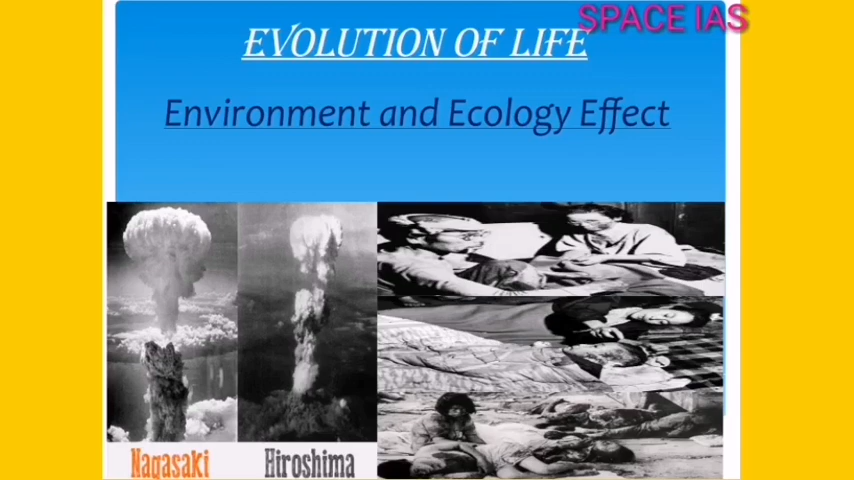 SPACE IAS
EVOLUTION OF LIFE
Environment and Ecology Effect
Nagasaki
Hiroshima